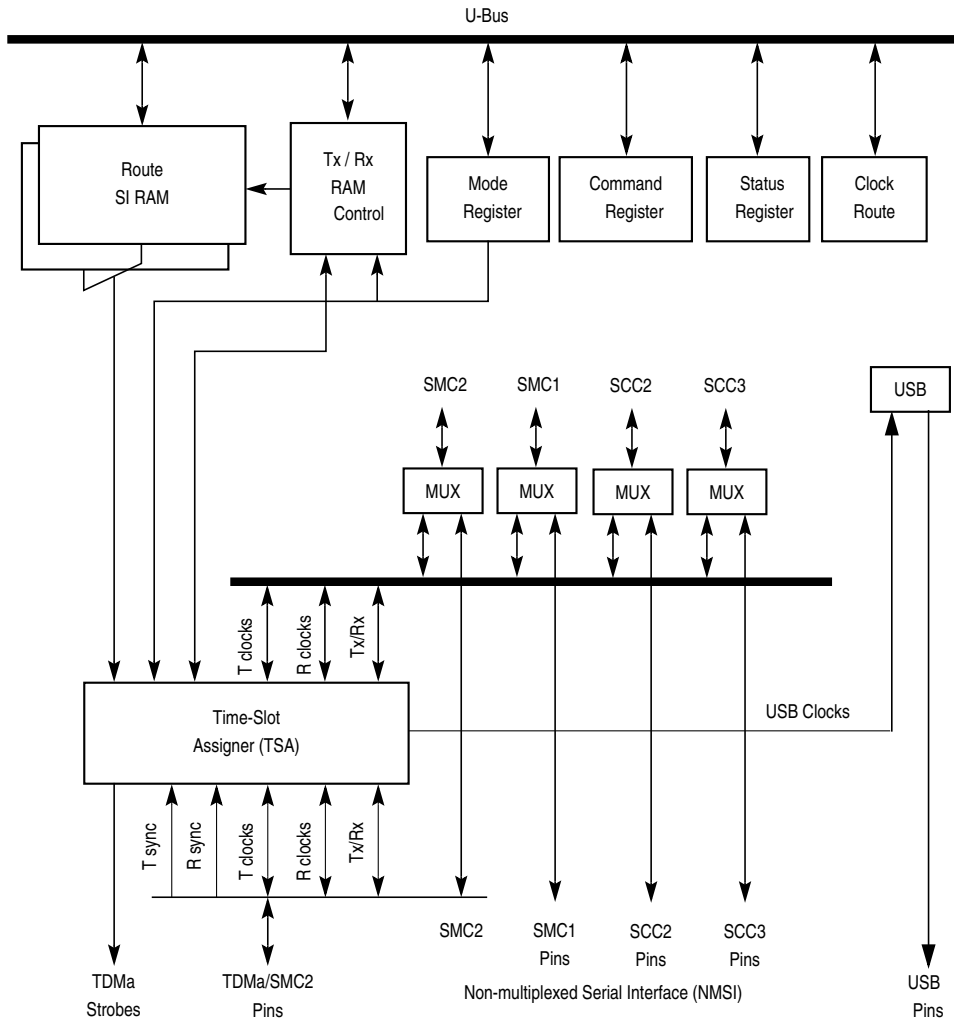 U-Bus
Route
SI RAM
Tx / Rx
RAM
Control
Mode
Register
Command
Register
Status
Register
Clock
Route
SMC2
SMC1
SCC2
SCC3
USB
MUX
MUX
MUX
MUX
T clocks
R clocks
Tx/Rx
Time-Slot
Assigner (TSA)
USB Clocks
T sync
R sync
T clocks
R clocks
Tx/Rx
SMC2
SMC1
Pins
SCC2
Pins
SCC3
Pins
TDMa
Strobes
TDMa/SMC2
Pins
Non-multiplexed Serial Interface (NMSI)
USB
Pins